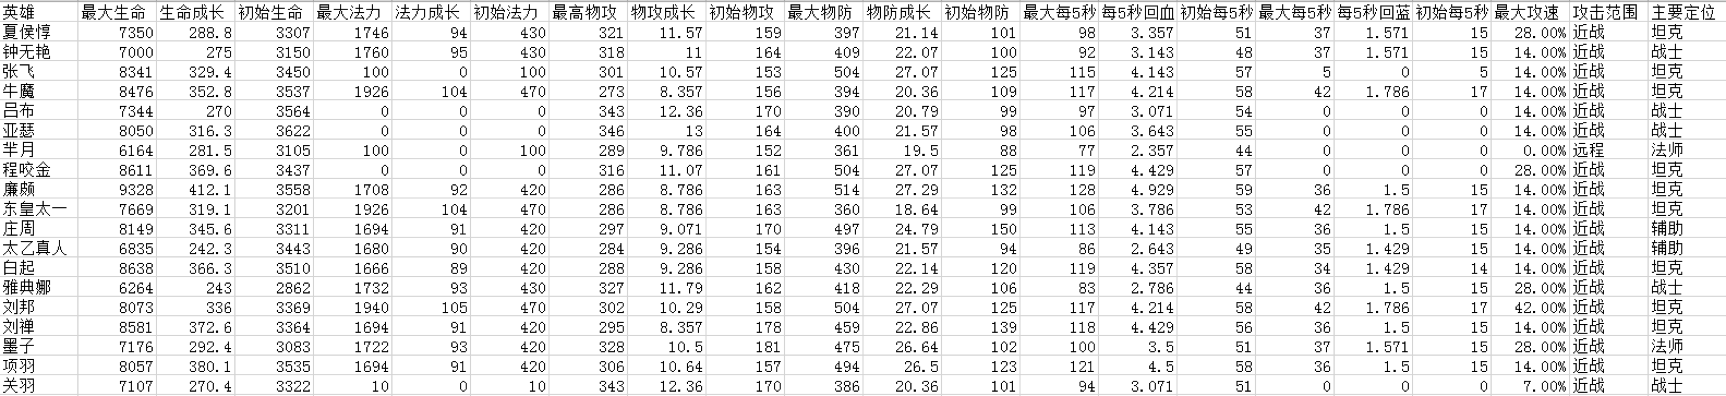 英雄 最大生命 生命成长 初始生命 最大法力 法力成长 初始法力 最高物攻 物攻成长 初始物攻 最大物防 物防成长 初始物防 最大每5秒 每5秒回血 初始每5秒 最大每5秒 每5秒回蓝 初始每5秒 最大攻速 攻击范围 主要定位
夏侯惇 7350 288.8 3307 1746 94 430 321 11.57 159 397 21.14 101 98 3.357 51 37 1.571 15 28.00% 近战 坦克
钟无艳 7000 275 3150 1760 95 430 318 11 164 409 22.07 100 92 3.143 48 37 1.571 15 14.00% 近战 战士
张飞 8341 329.4 3450 100 0 100 301 10.57 153 504 27.07 125 115 4.143 57 5 0 5 14.00% 近战 坦克
牛魔 8476 352.8 3537 1926 104 470 273 8.357 156 394 20.36 109 117 4.214 58 42 1.786 17 14.00% 近战 坦克
吕布 7344 270 3564 0 0 0 343 12.36 170 390 20.79 99 97 3.071 54 0 0 0 14.00% 近战 战士
亚瑟 8050 316.3 3622 0 0 0 346 13 164 400 21.57 98 106 3.643 55 0 0 0 14.00% 近战 战士
芈月 6164 281.5 3105 100 0 100 289 9.786 152 361 19.5 88 77 2.357 44 0 0 0 0.00% 远程 法师
程咬金 8611 369.6 3437 0 0 0 316 11.07 161 504 27.07 125 119 4.429 57 0 0 0 28.00% 近战 坦克
廉颇 9328 412.1 3558 1708 92 420 286 8.786 163 514 27.29 132 128 4.929 59 36 1.5 15 14.00% 近战 坦克
东皇太一 7669 319.1 3201 1926 104 470 286 8.786 163 360 18.64 99 106 3.786 53 42 1.786 17 14.00% 近战 坦克
庄周 8149 345.6 3311 1694 91 420 297 9.071 170 497 24.79 150 113 4.143 55 36 1.5 15 14.00% 近战 辅助
太乙真人 6835 242.3 3443 1680 90 420 284 9.286 154 396 21.57 94 86 2.643 49 35 1.429 15 14.00% 近战 辅助
白起 8638 366.3 3510 1666 89 420 288 9.286 158 430 22.14 120 119 4.357 58 34 1.429 14 14.00% 近战 坦克
雅典娜 6264 243 2862 1732 93 430 327 11.79 162 418 22.29 106 83 2.786 44 36 1.5 15 28.00% 近战 战士
刘邦 8073 336 3369 1940 105 470 302 10.29 158 504 27.07 125 117 4.214 58 42 1.786 17 42.00% 近战 坦克
刘禅 8581 372.6 3364 1694 91 420 295 8.357 178 459 22.86 139 118 4.429 56 36 1.5 15 14.00% 近战 坦克
墨子 7176 292.4 3083 1722 93 420 328 10.5 181 475 26.64 102 100 3.5 51 37 1.571 15 28.00% 近战 法师
项羽 8057 380.1 3535 1694 91 420 306 10.64 157 494 26.5 123 121 4.5 58 36 1.5 15 14.00% 近战 坦克
关羽 7107 270.4 3322 10 0 10 343 12.36 170 386 20.36 101 94 3.071 51 0 0 0 7.00% 近战 战士